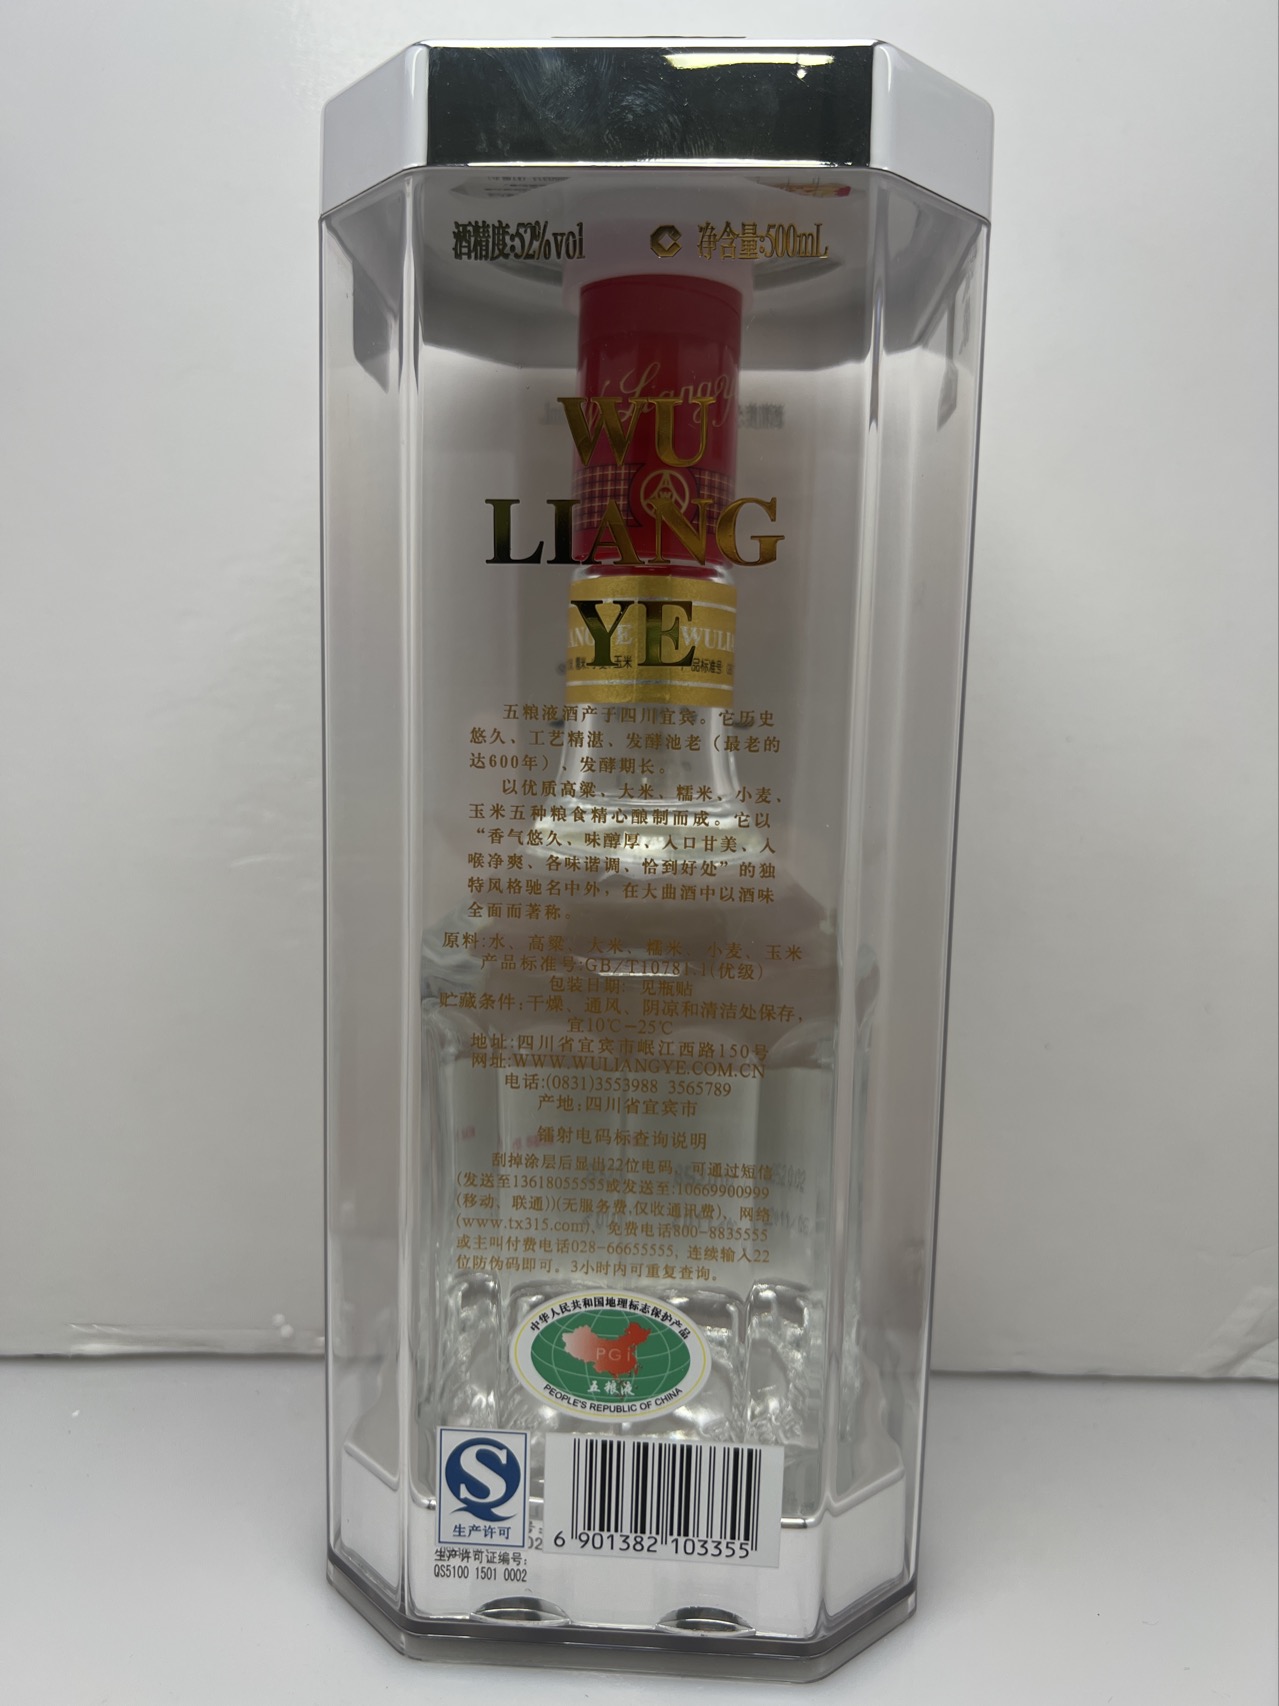 酒精度:52%vol 净含量:500mL
WU
LIANG
YE
产品标准号
五粮液酒产于四川宜宾。它历史
悠久、工艺精湛、发酵池老（最老的
达600年）、发酵期长。
以优质高粱、大米、糯米、小麦、
玉米五种粮食精心酿制而成。它以
“香气悠久、味醇厚、入口甘美、入
喉净爽、各味谐调、恰到好处”的独
特风格驰名中外，在大曲酒中以酒味
全面而著称。
原料:水、高粱、大米、糯米、小麦、玉米
产品标准号:GB/T10781.1(优级)
包装日期: 见瓶贴
贮藏条件:干燥、通风、阴凉和清洁处保存,
宜10℃-25℃
地址:四川省宜宾市岷江西路150号
网址:WWW.WULIANGYE.COM.CN
电话:(0831)3553988 3565789
产地:四川省宜宾市
镭射电码标查询说明
刮掉涂层后显出22位电码，可通过短信
(发送至13618055555或发送至:10669900999
(移动、联通))(无服务费,仅收通讯费)、网络
(www.tx315.com)、免费电话800-8835555
或主叫付费电话028-66655555, 连续输入22
位防伪码即可。3小时内可重复查询。
中华人民共和国地理标志保护产品
PGI
五粮液
PEOPLE'S REPUBLIC OF CHINA
生产许可
6 901382 103355
生产许可证编号:
QS5100 1501 0002